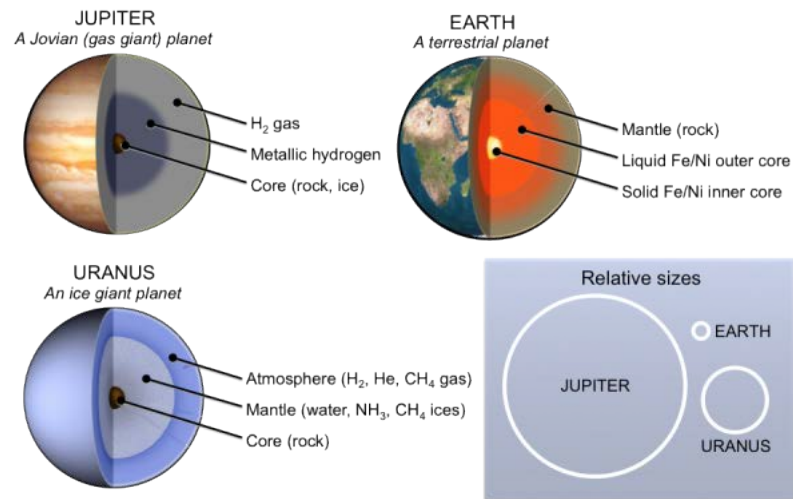 JUPITER
A Jovian (gas giant) planet
H₂ gas
Metallic hydrogen
Core (rock, ice)
EARTH
A terrestrial planet
Mantle (rock)
Liquid Fe/Ni outer core
Solid Fe/Ni inner core
URANUS
An ice giant planet
Atmosphere (H₂, He, CH₄ gas)
Mantle (water, NH₃, CH₄ ices)
Core (rock)
Relative sizes
JUPITER
EARTH
URANUS